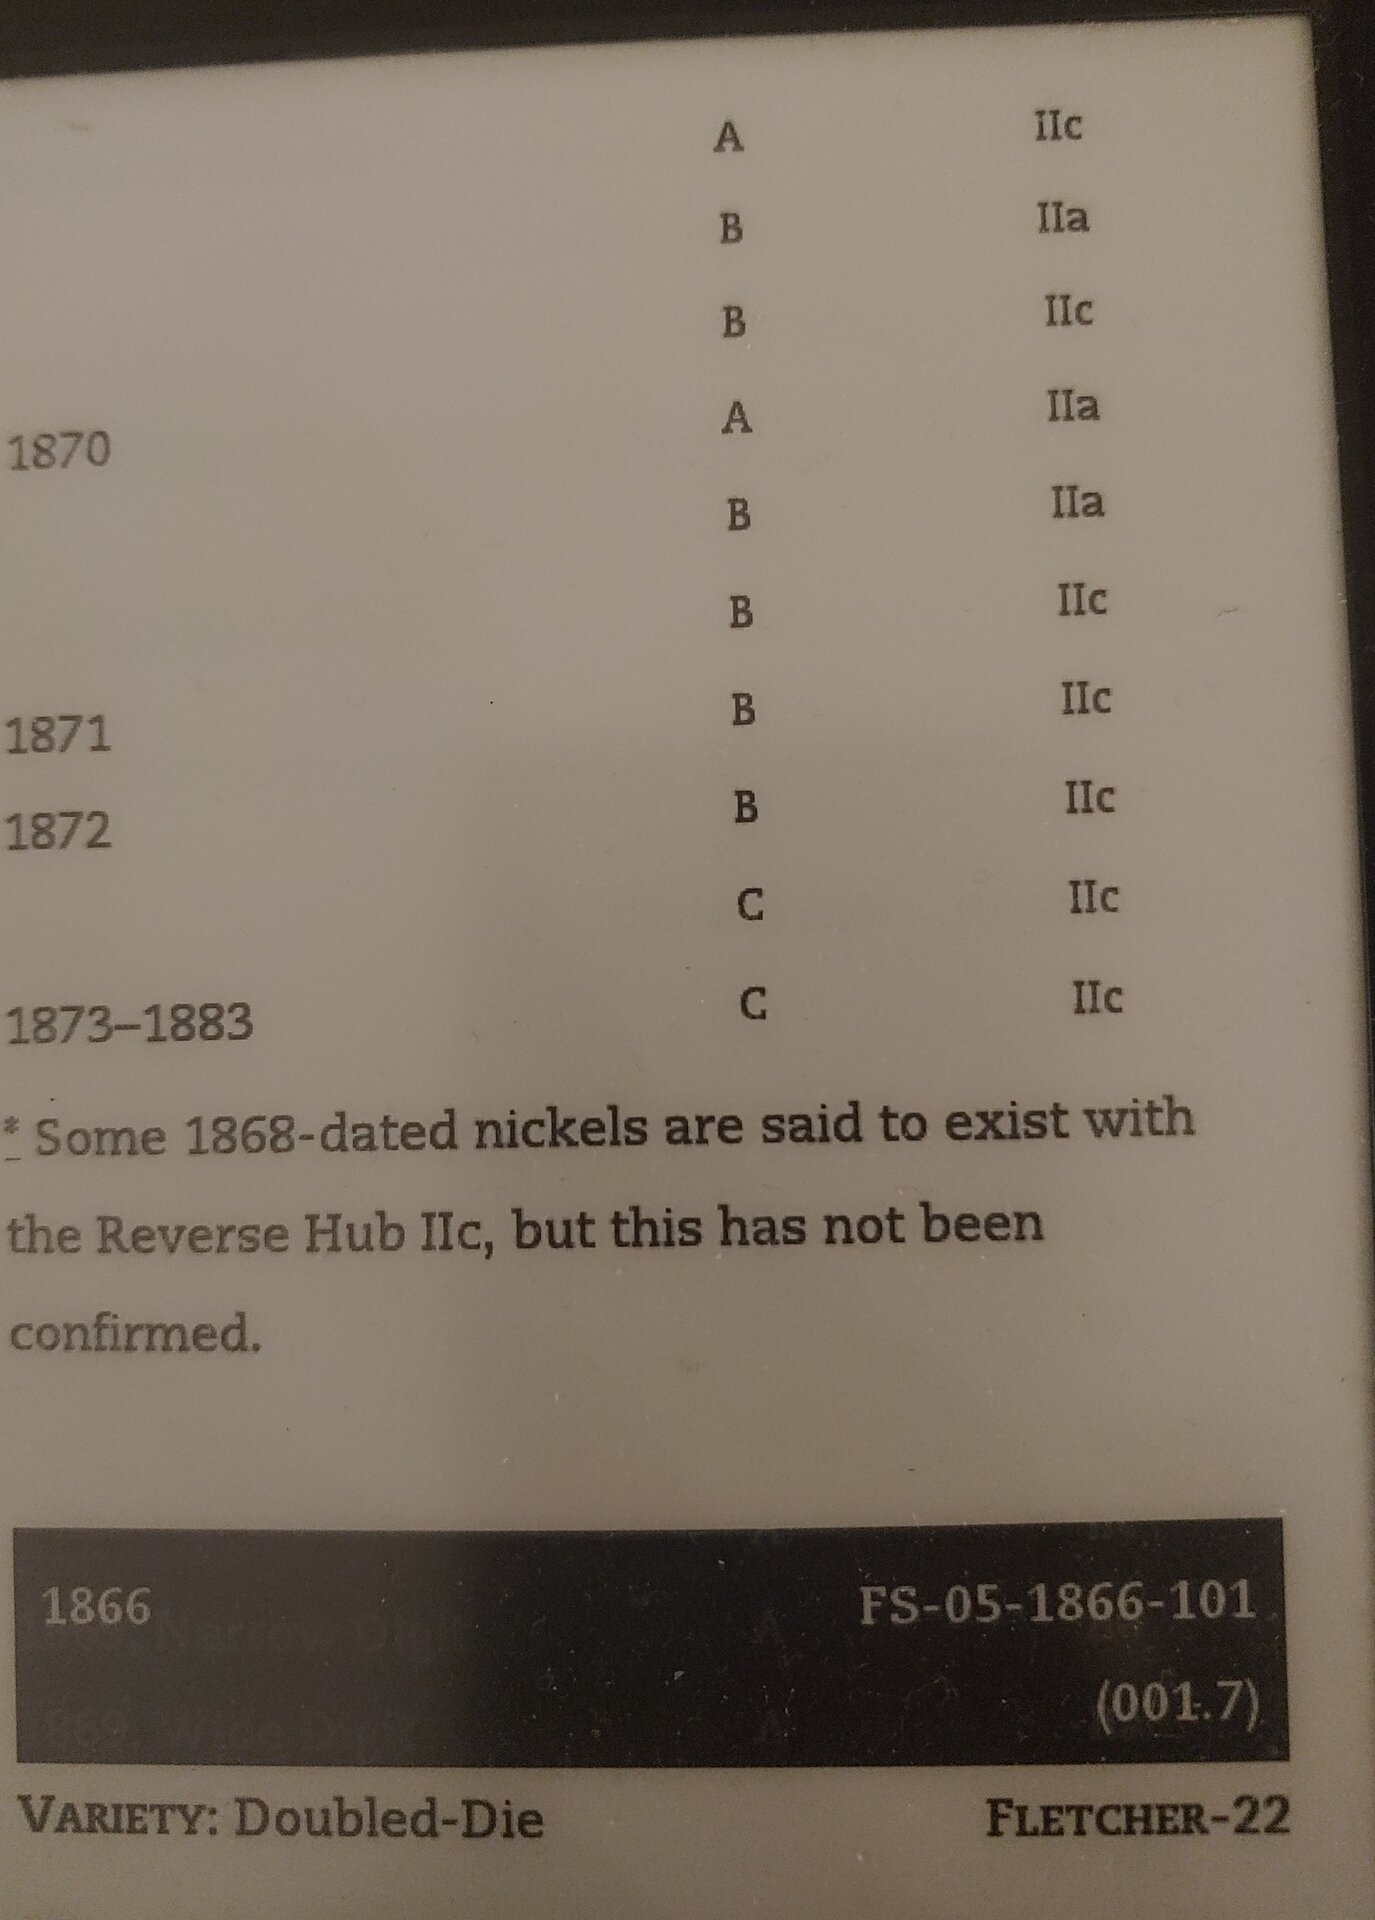 A IIc
B IIa
B IIc
1870 A IIa
B IIa
B IIc
1871 B IIc
1872 B IIc
C IIc
1873–1883 C IIc
* Some 1868-dated nickels are said to exist with
the Reverse Hub IIc, but this has not been
confirmed.
1866 FS-05-1866-101
(001.7)
VARIETY: Doubled-Die FLETCHER-22